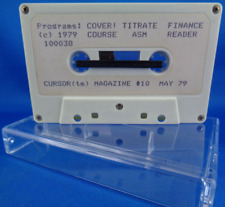 Programs: COVER! TITRATE FINANCE
(c) 1979 COURSE ASM READER
100038
CURSOR(tm) MAGAZINE #10 MAY 79